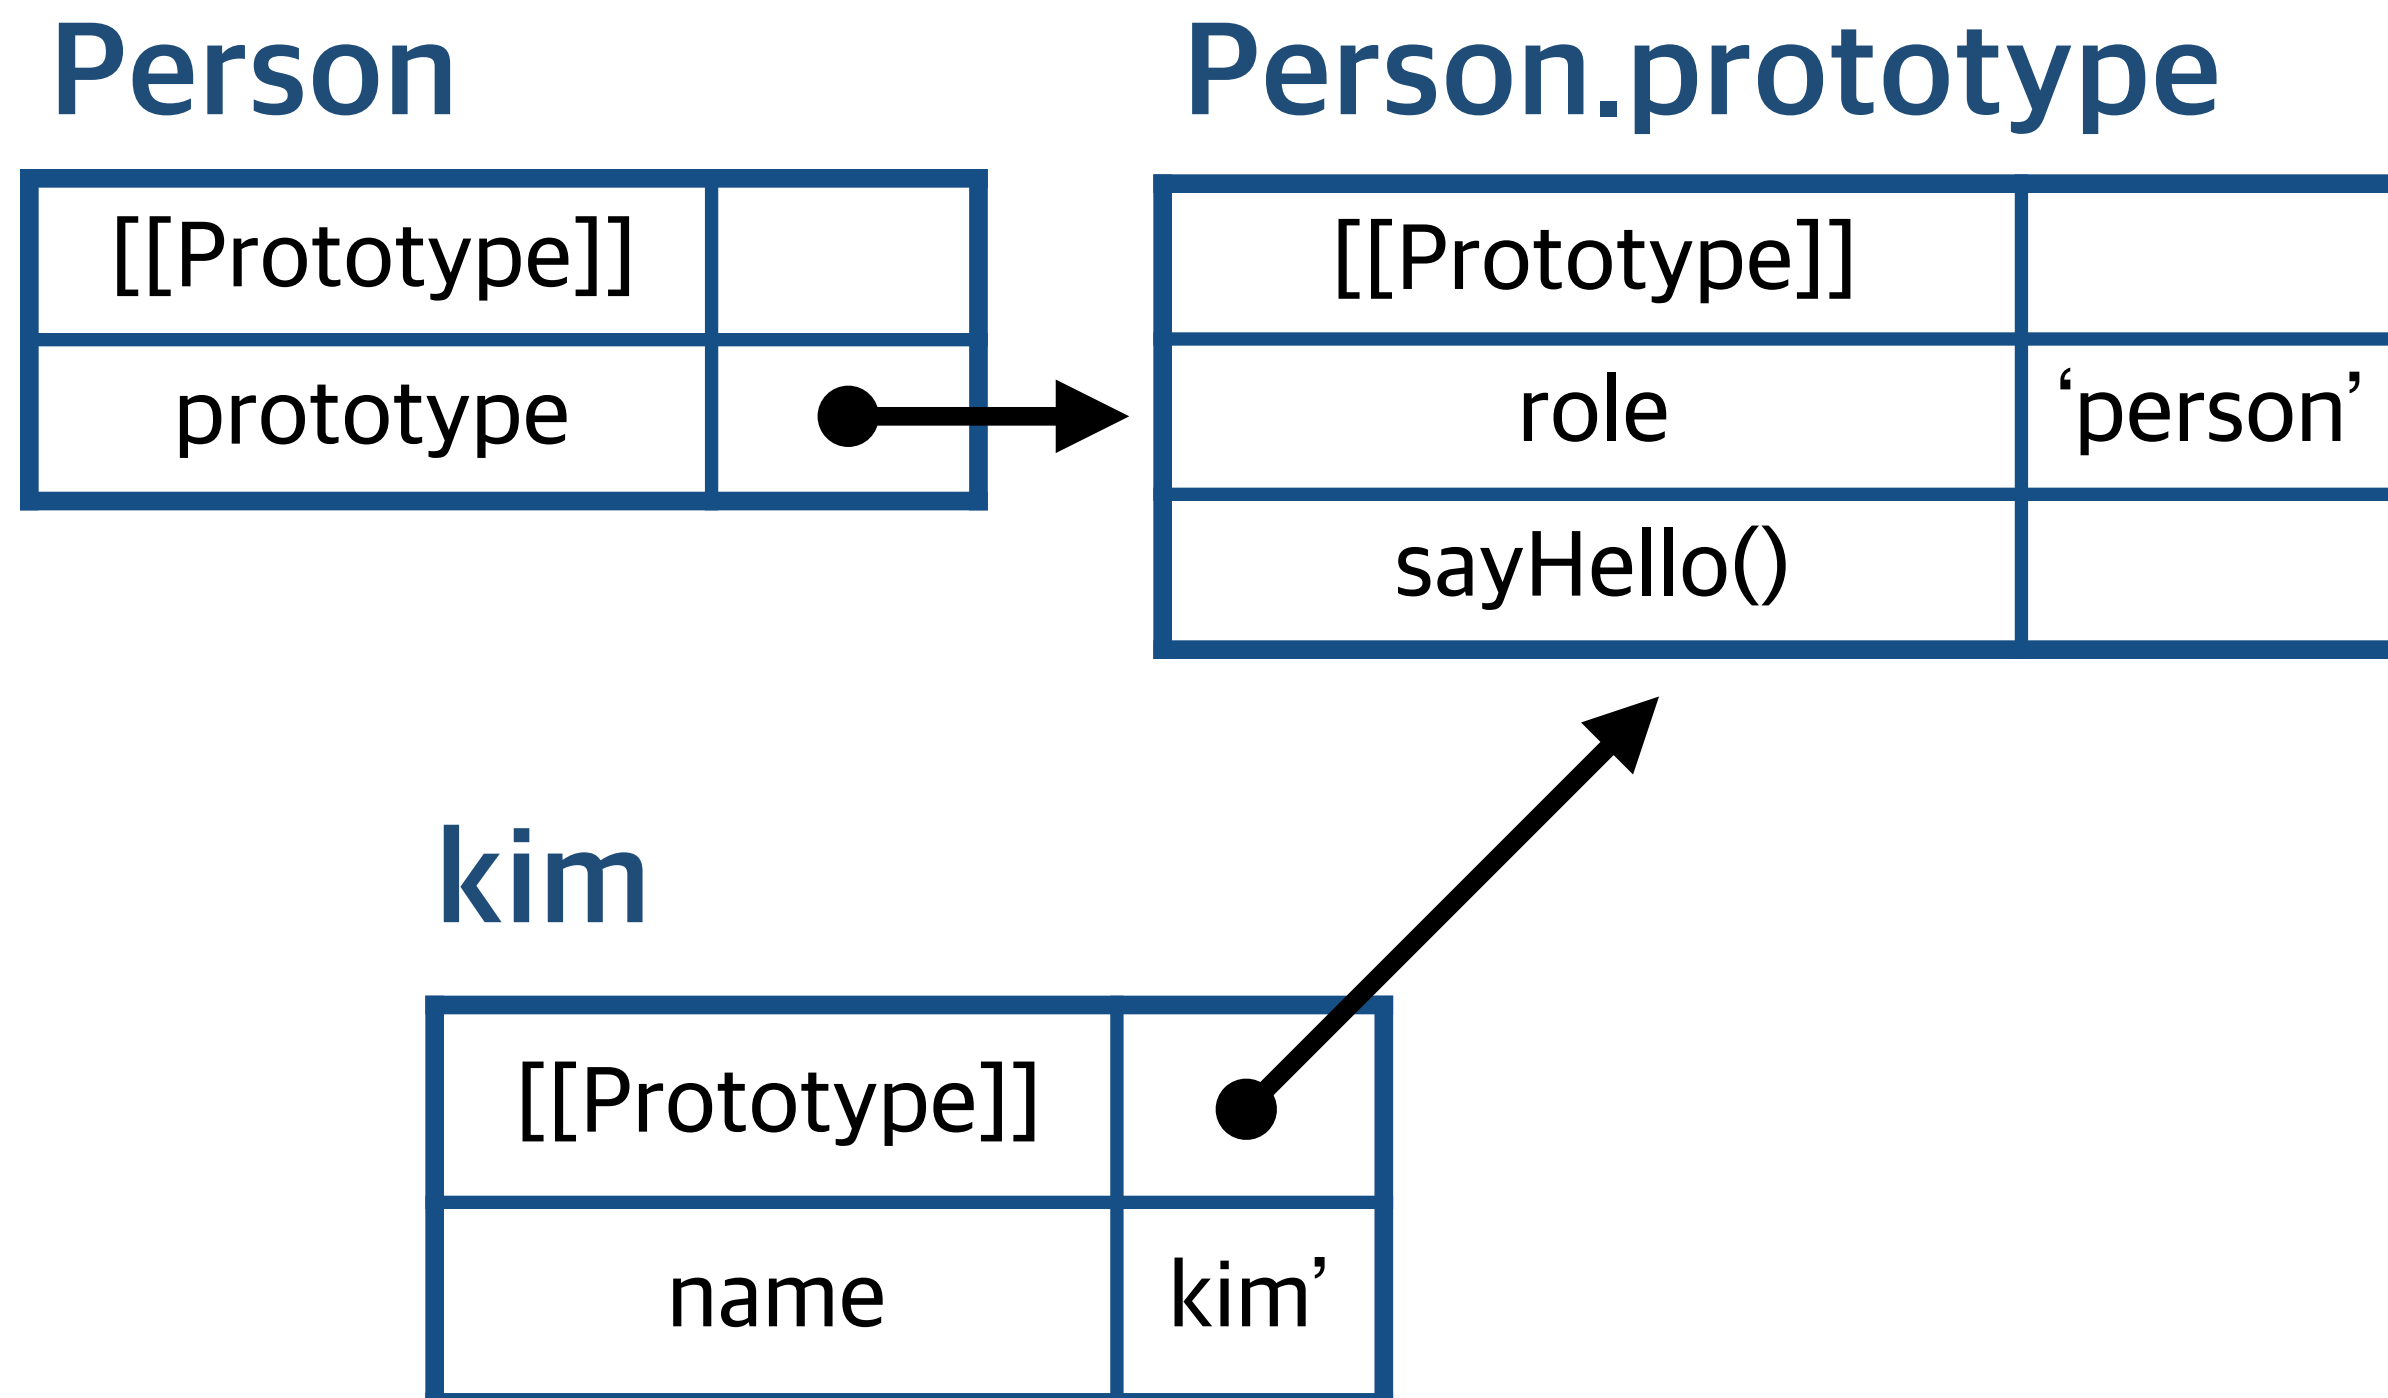 Person
[[Prototype]]
prototype
Person.prototype
[[Prototype]]
role ‘person’
sayHello()
kim
[[Prototype]]
name kim’